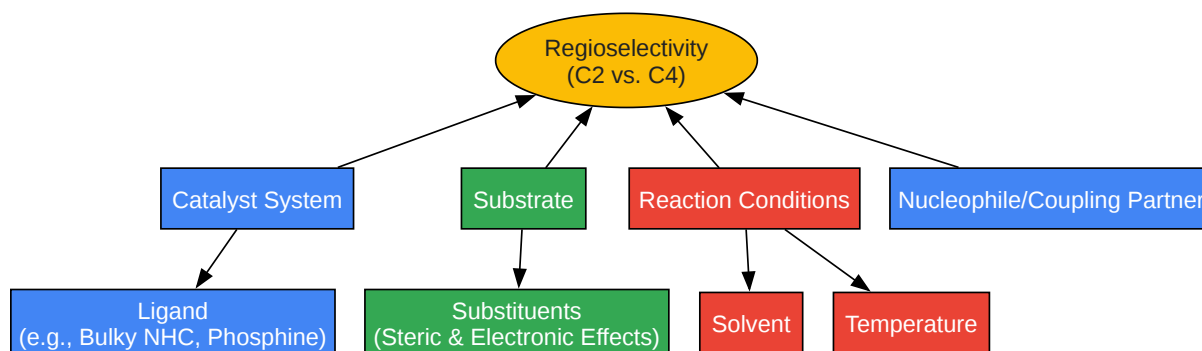 Regioselectivity
(C2 vs. C4)
Catalyst System
Substrate
Reaction Conditions
Nucleophile/Coupling Partner
Ligand
(e.g., Bulky NHC, Phosphine)
Substituents
(Steric & Electronic Effects)
Solvent
Temperature